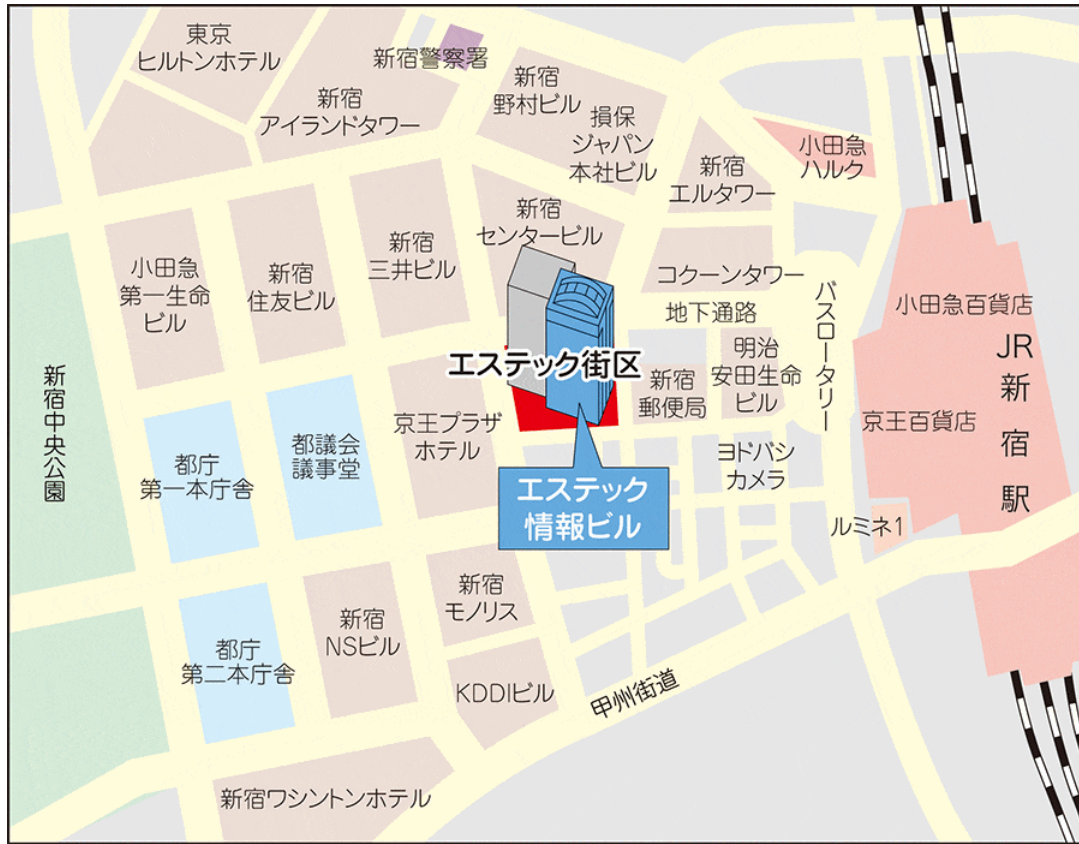 東京
ヒルトンホテル
新宿警察署
新宿
アイランドタワー
新宿
野村ビル
損保
ジャパン
本社ビル
新宿
エルタワー
小田急
ハルク
小田急
第一生命
ビル
新宿
住友ビル
新宿
三井ビル
新宿
センタービル
コクーンタワー
地下通路
バスロータリー
小田急百貨店
JR新宿駅
エステック街区
新宿
郵便局
明治
安田生命
ビル
京王百貨店
新宿中央公園
都庁
第一本庁舎
都議会
議事堂
京王プラザ
ホテル
ヨドバシ
カメラ
エステック
情報ビル
ルミネ1
都庁
第二本庁舎
新宿
NSビル
新宿
モノリス
KDDIビル
甲州街道
新宿ワシントンホテル